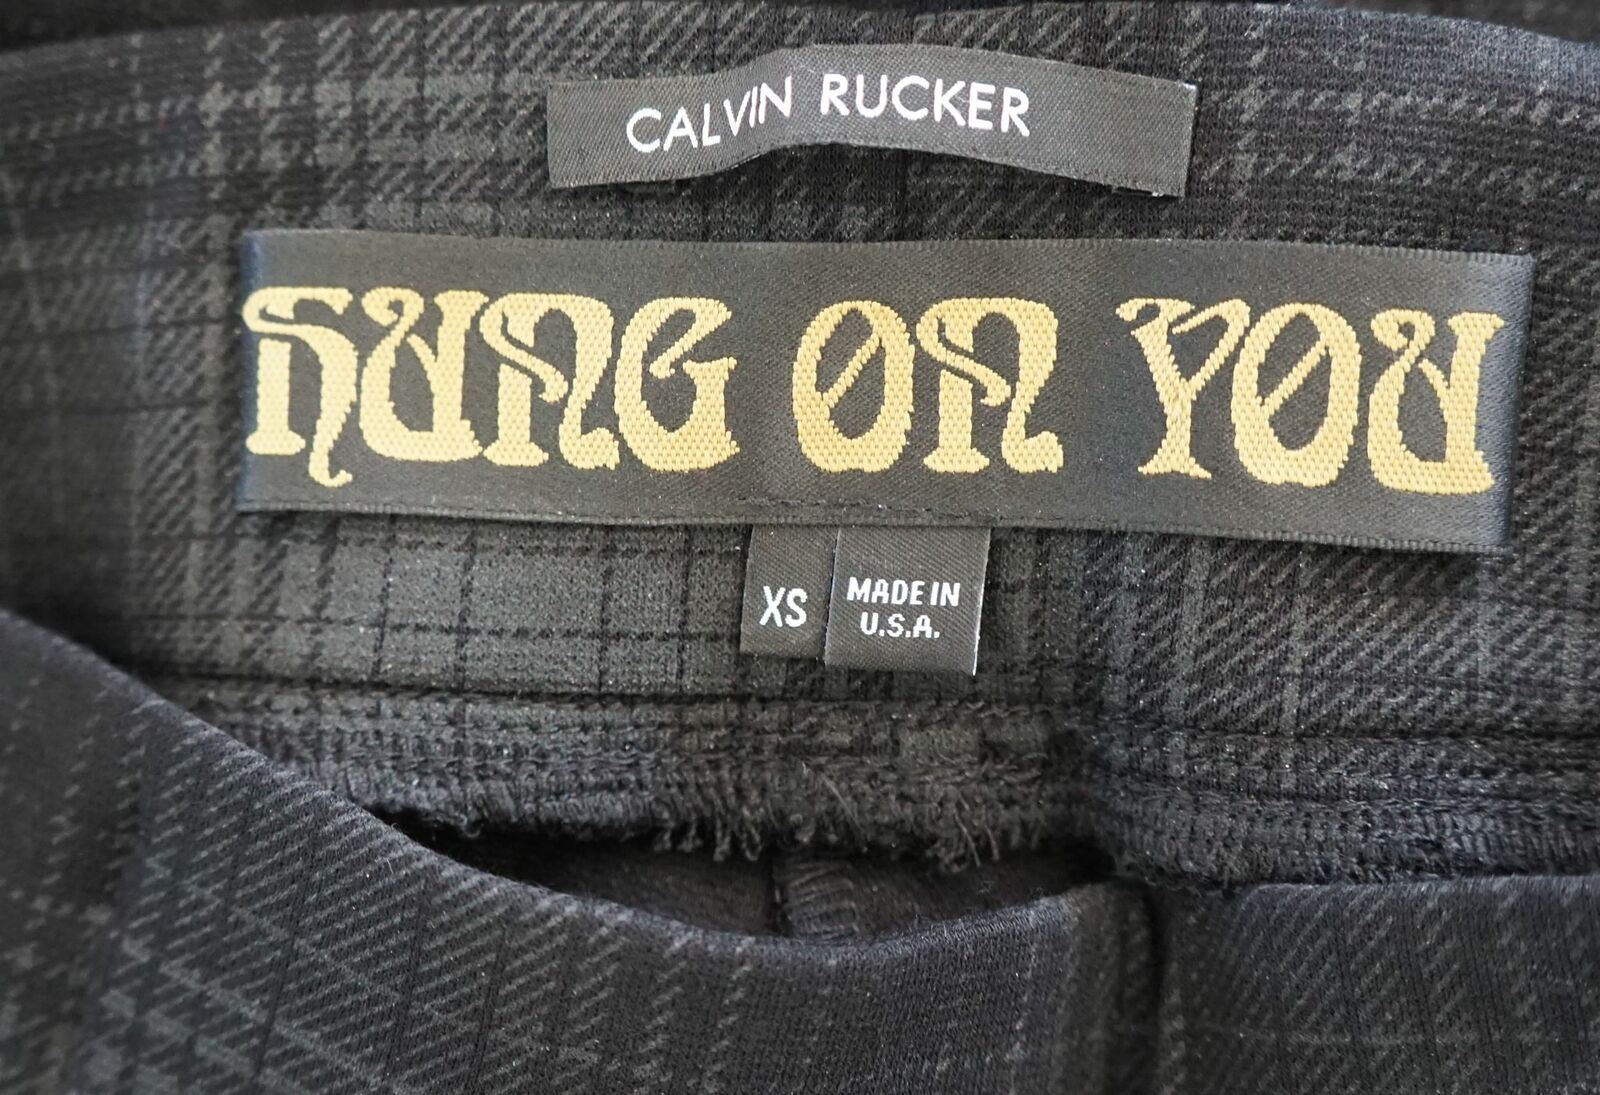 CALVIN RUCKER
HUNG ON YOU
XS
MADE IN
U.S.A.